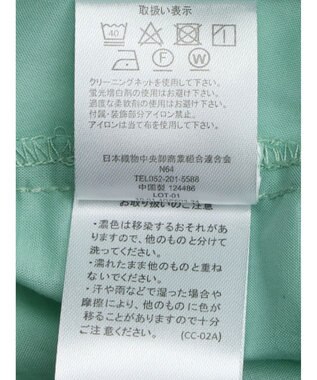 取り扱い表示
40
F W
クリーニングネットを使用して下さい。
蛍光増白剤の使用はお避け下さい。
過度な柔軟剤の使用はお避け下さい。
付属・装飾部分アイロン禁止。
アイロンは当て布を使用して下さい。
日本織物中央卸商業組合連合会
N64
TEL052-201-5588
中国製 124486
LOT-01
お取り扱いのご注意
・濃色は移染するおそれがあり
ますので、他のものと分けて
洗ってください。
・濡れたまま他のものと重ね
ないでください。
・汗や雨などで湿った場合や
摩擦により、他のものに色が
移ることがありますので十分
ご注意ください。 (CC-02A)